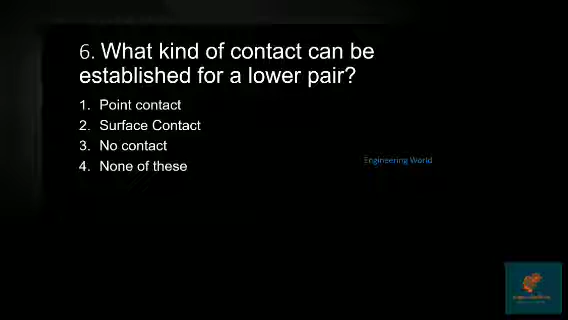 6. What kind of contact can be
established for a lower pair?
1. Point contact
2. Surface Contact
3. No contact
4. None of these
Engineering World